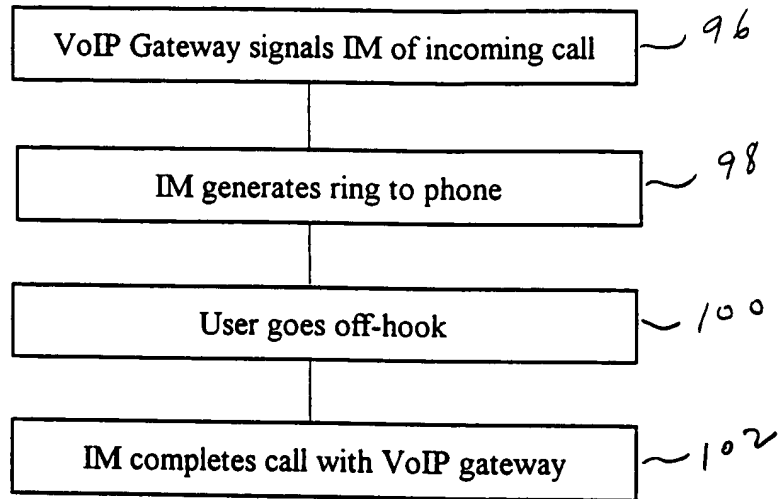 VoIP Gateway signals IM of incoming call 96
IM generates ring to phone 98
User goes off-hook 100
IM completes call with VoIP gateway 102